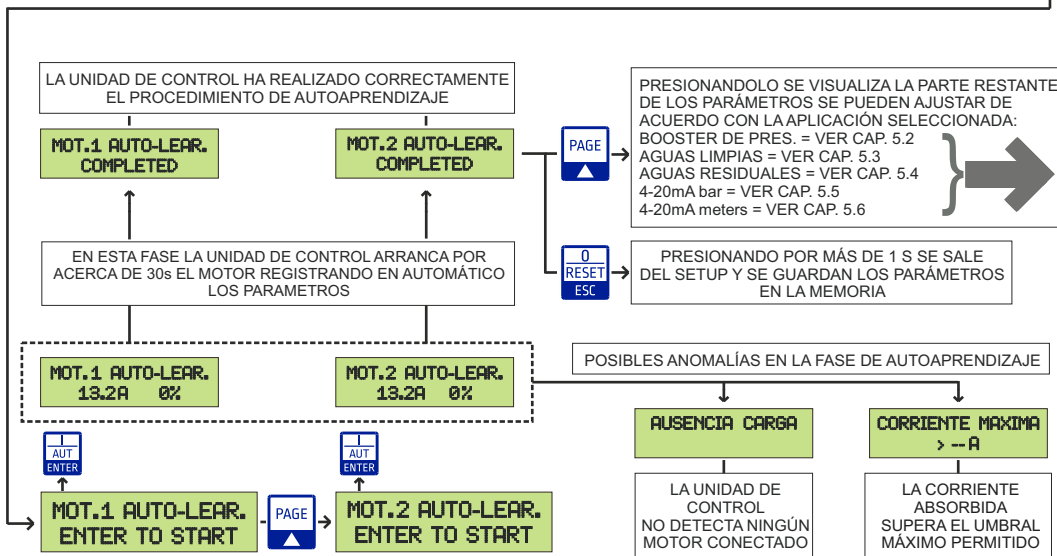 LA UNIDAD DE CONTROL HA REALIZADO CORRECTAMENTE
EL PROCEDIMIENTO DE AUTOAPRENDIZAJE
MOT.1 AUTO-LEAR.
COMPLETED
MOT.2 AUTO-LEAR.
COMPLETED
PAGE
PRESIONANDOLO SE VISUALIZA LA PARTE RESTANTE
DE LOS PARÁMETROS SE PUEDEN AJUSTAR DE
ACUERDO CON LA APLICACIÓN SELECCIONADA:
BOOSTER DE PRES. = VER CAP. 5.2
AGUAS LIMPIAS = VER CAP. 5.3
AGUAS RESIDUALES = VER CAP. 5.4
4-20mA bar = VER CAP. 5.5
4-20mA meters = VER CAP. 5.6
EN ESTA FASE LA UNIDAD DE CONTROL ARRANCA POR
ACERCA DE 30s EL MOTOR REGISTRANDO EN AUTOMÁTICO
LOS PARAMETROS
0
RESET
ESC
PRESIONANDO POR MÁS DE 1 S SE SALE
DEL SETUP Y SE GUARDAN LOS PARÁMETROS
EN LA MEMORIA
MOT.1 AUTO-LEAR.
13.2A 0%
MOT.2 AUTO-LEAR.
13.2A 0%
POSIBLES ANOMALÍAS EN LA FASE DE AUTOAPRENDIZAJE
AUSENCIA CARGA
CORRIENTE MAXIMA
> --A
LA UNIDAD DE
CONTROL
NO DETECTA NINGÚN
MOTOR CONECTADO
LA CORRIENTE
ABSORBIDA
SUPERA EL UMBRAL
MÁXIMO PERMITIDO
I
AUT
ENTER
I
AUT
ENTER
MOT.1 AUTO-LEAR.
ENTER TO START
PAGE
MOT.2 AUTO-LEAR.
ENTER TO START